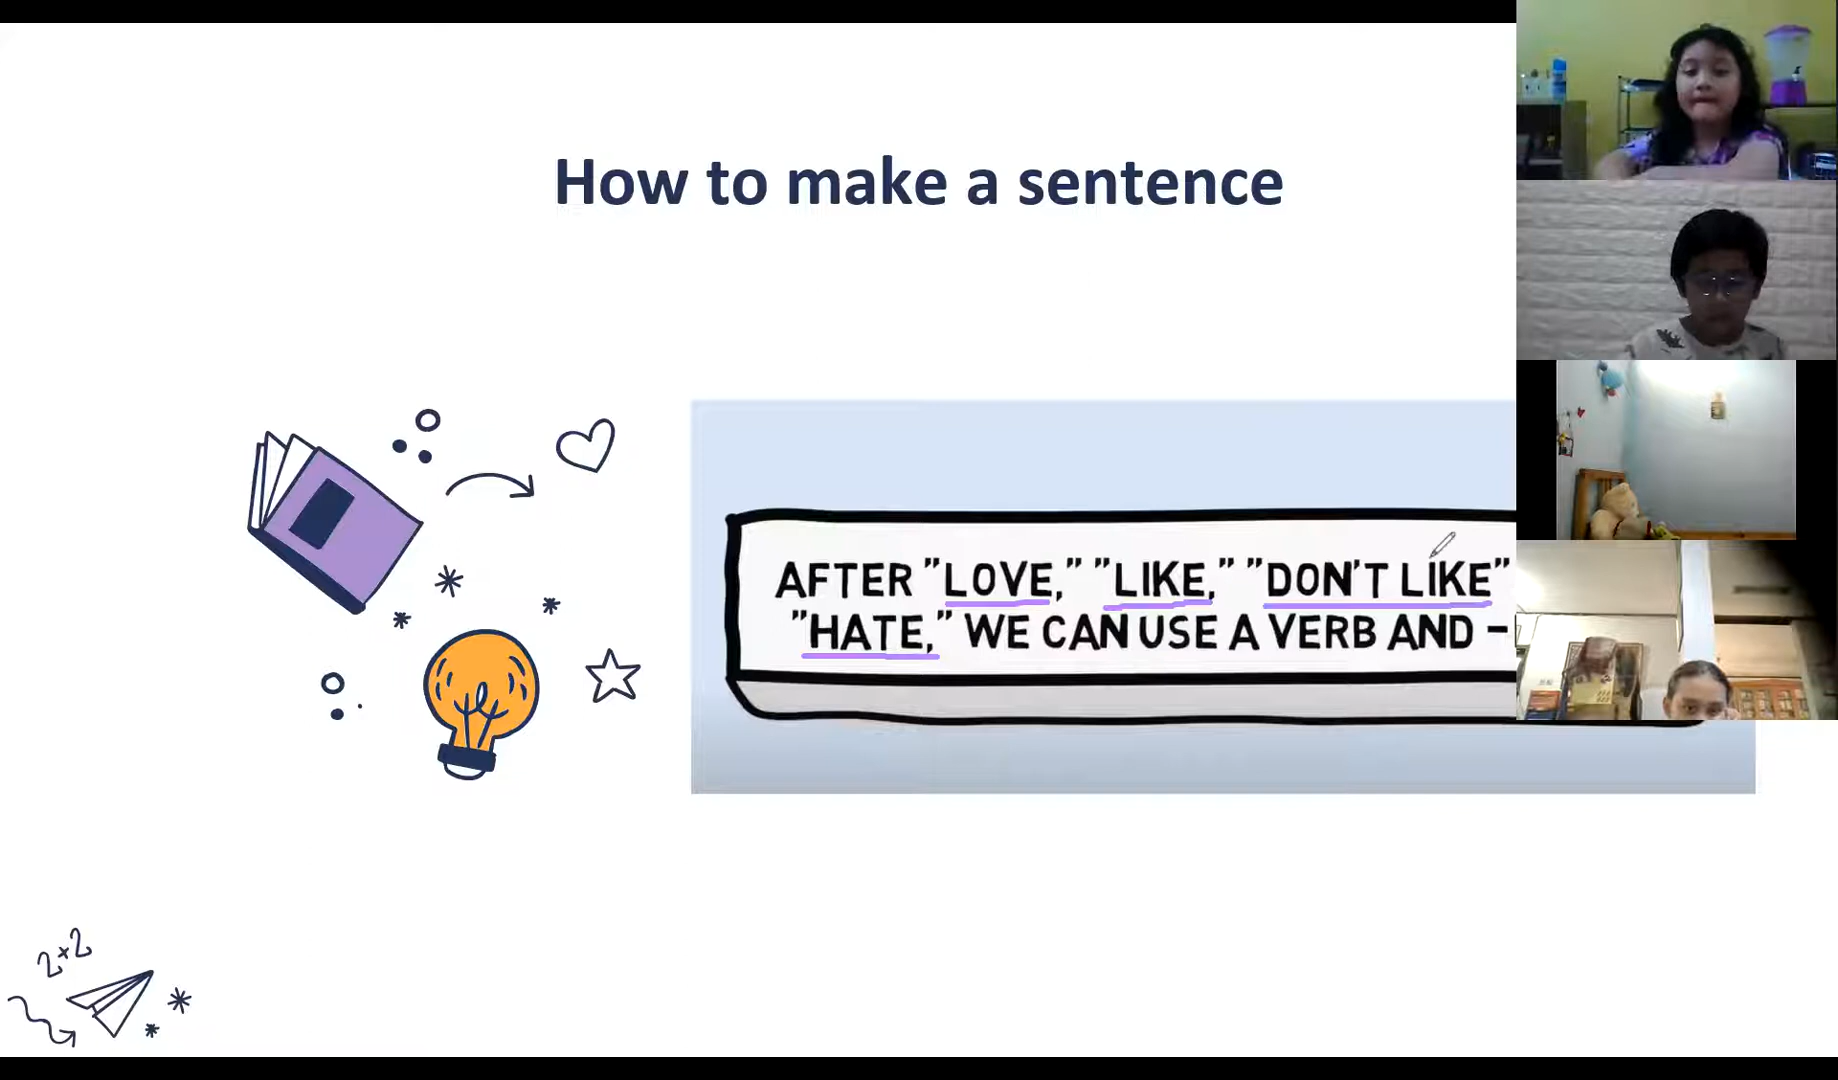 How to make a sentence
AFTER "LOVE," "LIKE," "DON'T LIKE"
"HATE," WE CAN USE A VERB AND -
2+2